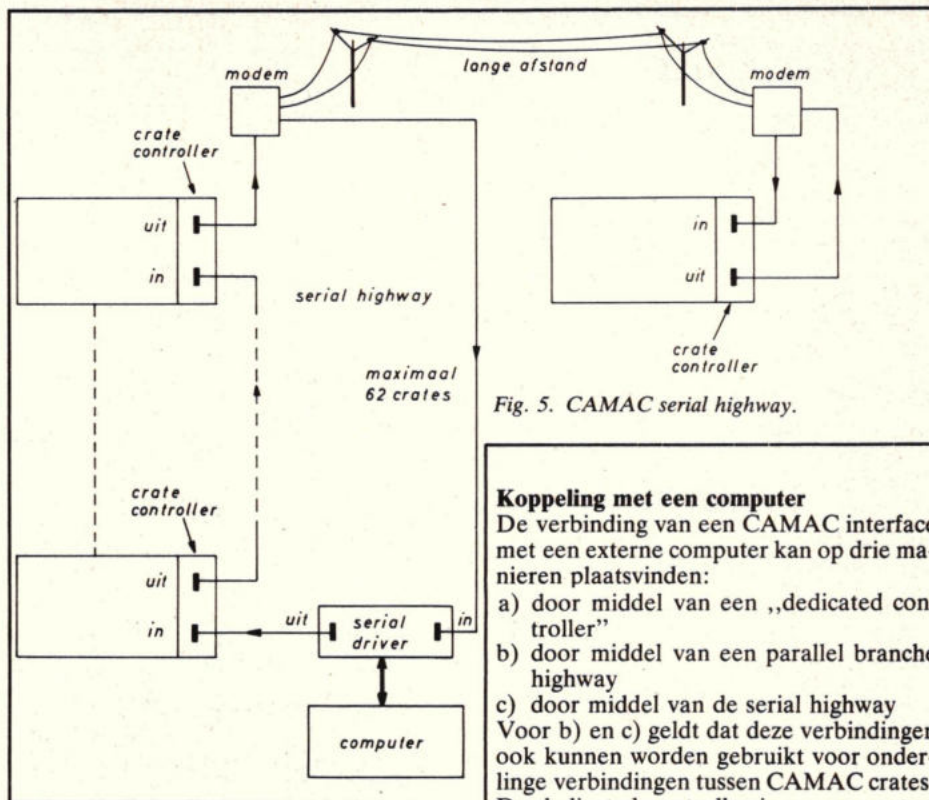 lange afstand
modem
modem
crate
controller
uit
in
in
uit
serial highway
crate
controller
maximaal
62 crates
Fig. 5. CAMAC serial highway.
crate
controller
uit
in
uit
serial
driver
in
computer
Koppeling met een computer
De verbinding van een CAMAC interface
met een externe computer kan op drie ma-
nieren plaatsvinden:
a) door middel van een ,,dedicated con-
troller”
b) door middel van een parallel branche
highway
c) door middel van de serial highway
Voor b) en c) geldt dat deze verbindingen
ook kunnen worden gebruikt voor onder-
linge verbindingen tussen CAMAC crates.